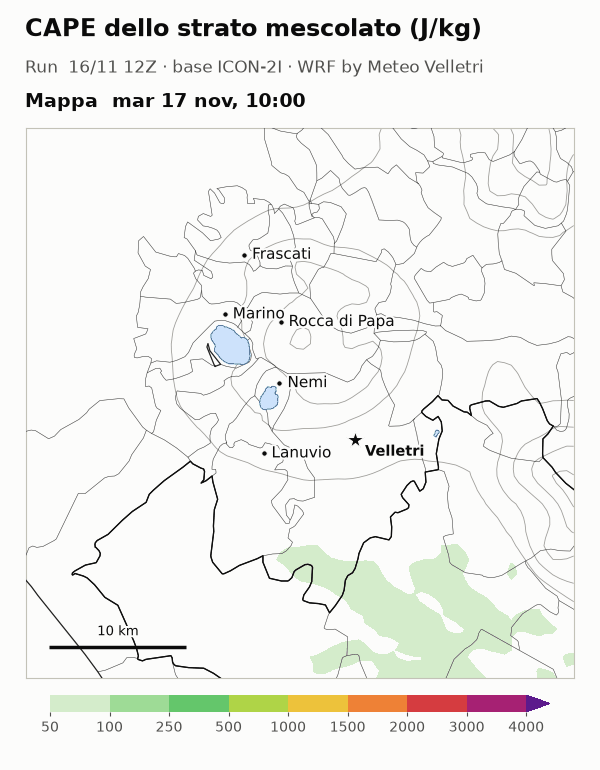 CAPE dello strato mescolato (J/kg)
Run  16/11 12Z · base ICON-2I · WRF by Meteo Velletri
Mappa  mar 17 nov, 10:00
Frascati
Marino
Rocca di Papa
Nemi
Lanuvio
Velletri
10 km
50 100 250 500 1000 1500 2000 3000 4000